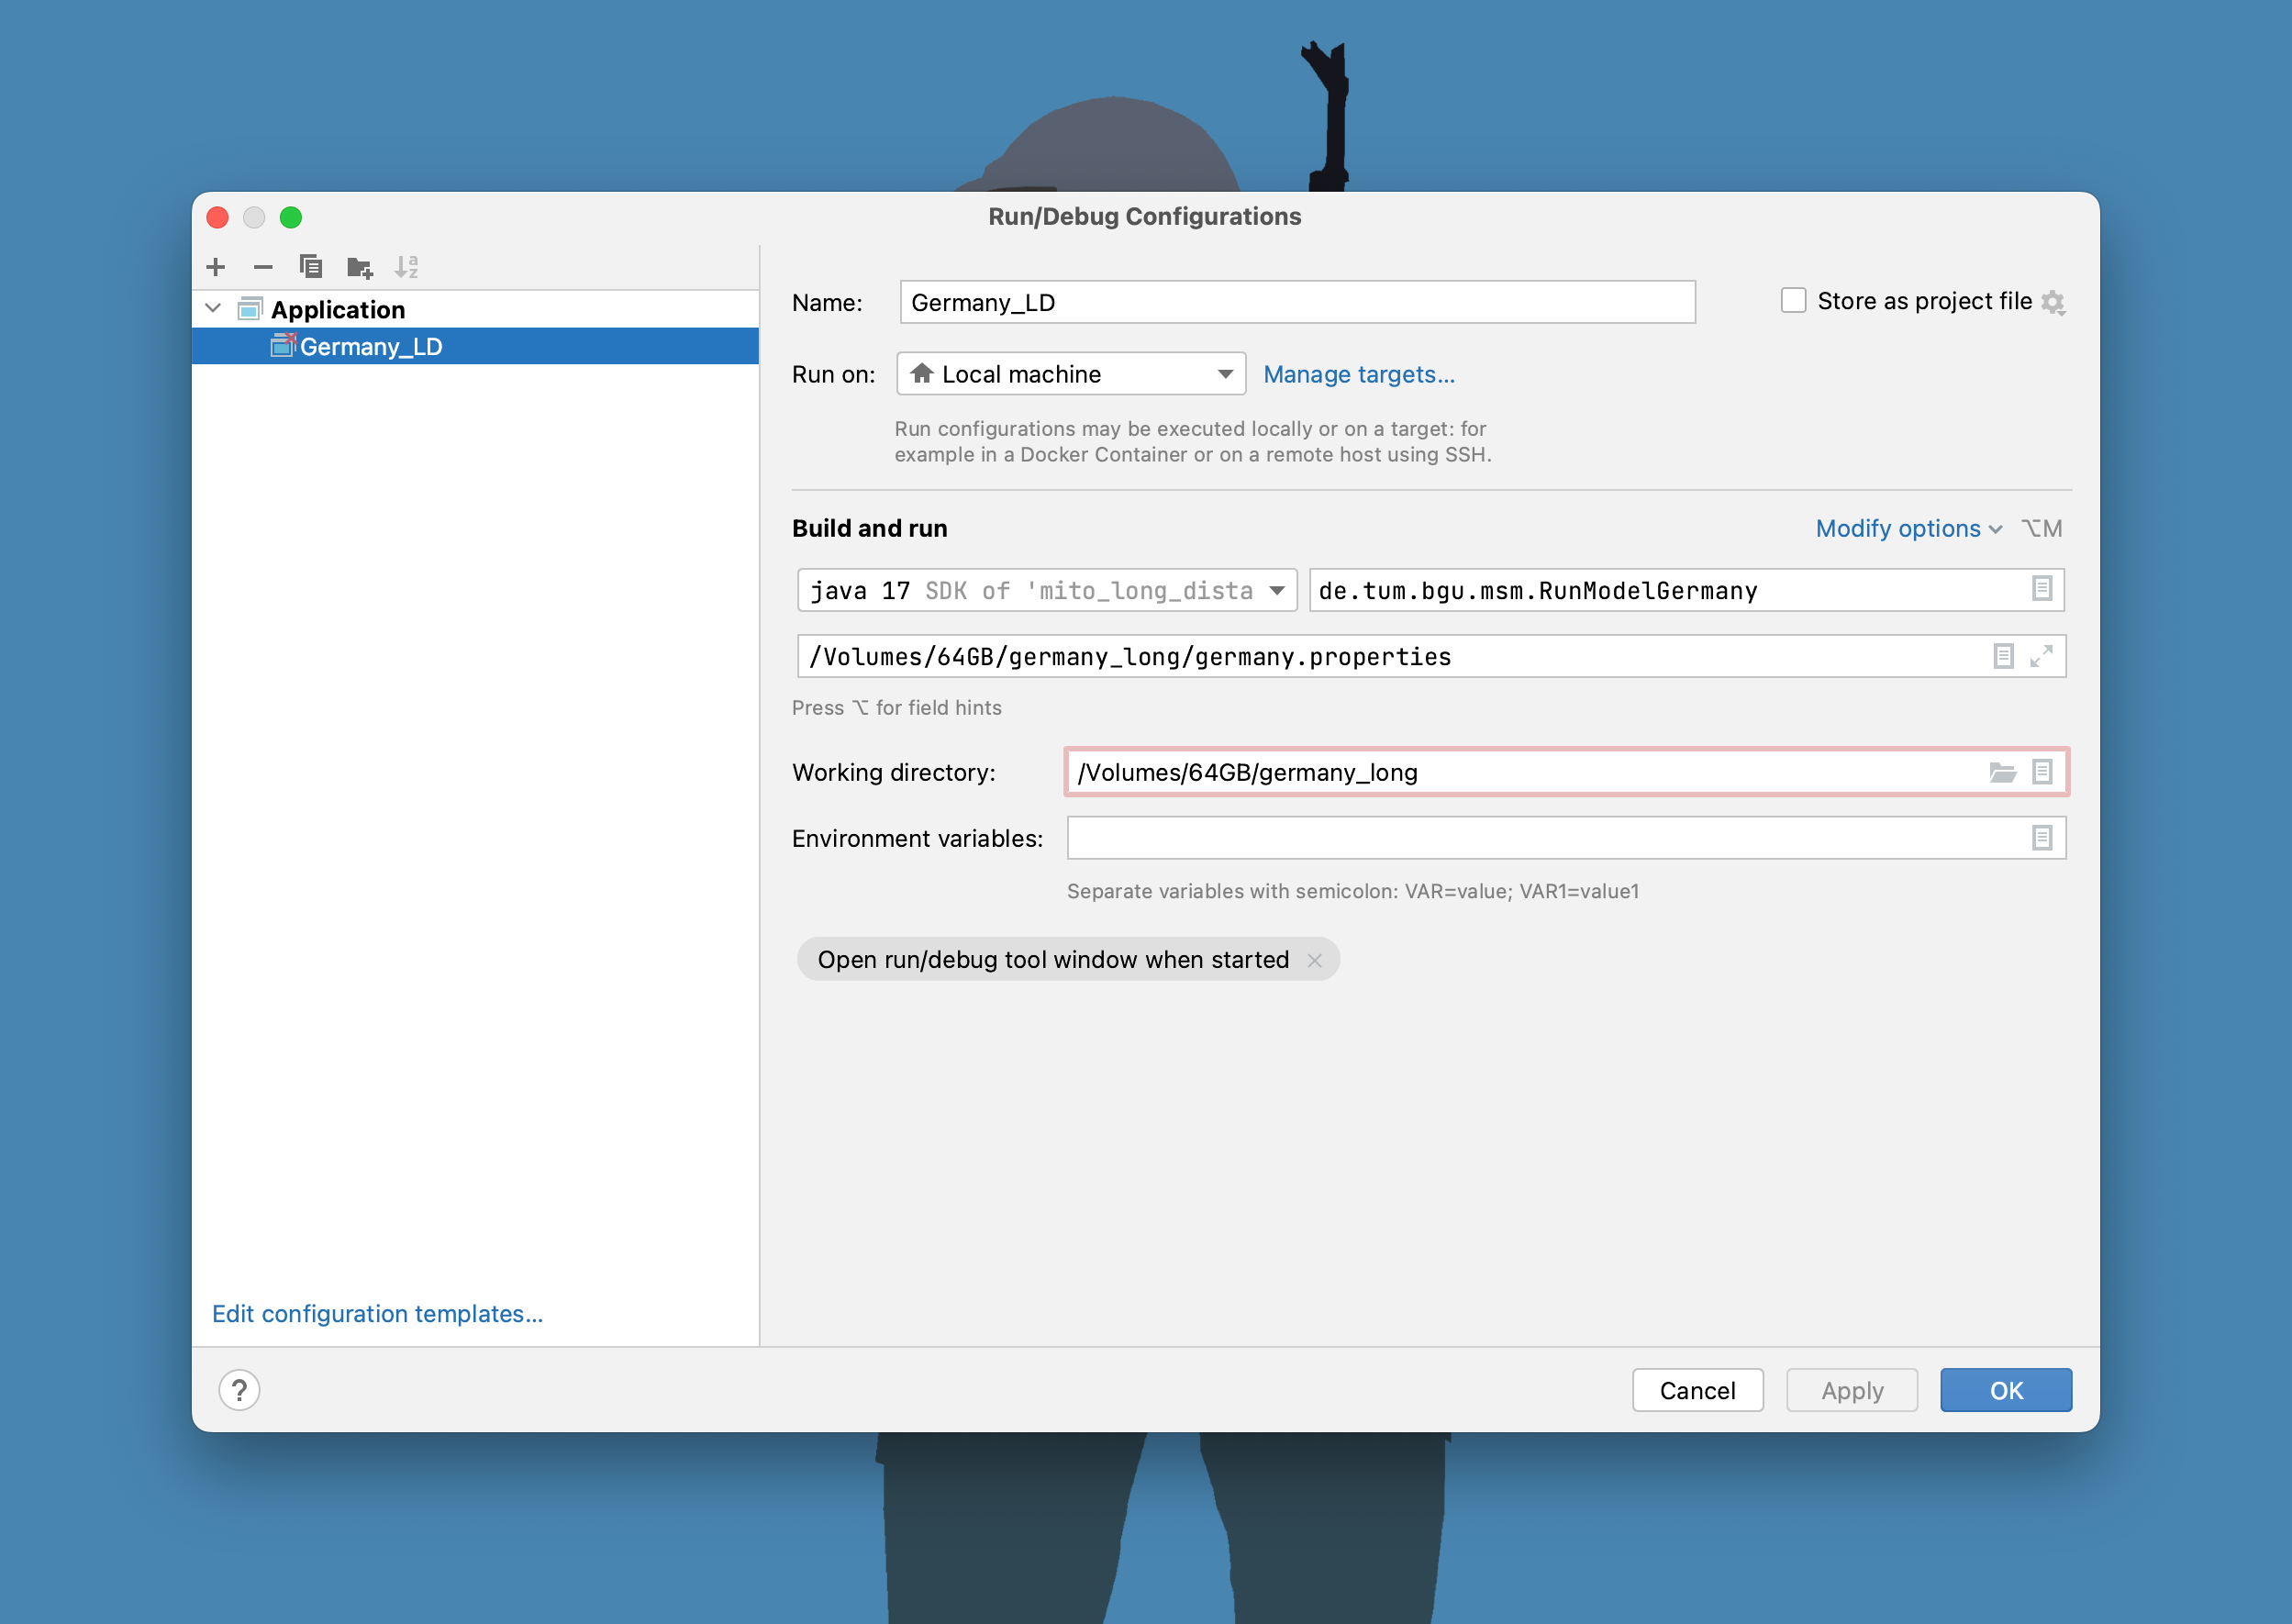 Run/Debug Configurations
Application
Germany_LD
Edit configuration templates...
Name: Germany_LD
Store as project file
Run on: Local machine Manage targets...
Run configurations may be executed locally or on a target: for
example in a Docker Container or on a remote host using SSH.
Build and run Modify options ⌥M
java 17 SDK of 'mito_long_dista de.tum.bgu.msm.RunModelGermany
/Volumes/64GB/germany_long/germany.properties
Press ⌥ for field hints
Working directory: /Volumes/64GB/germany_long
Environment variables:
Separate variables with semicolon: VAR=value; VAR1=value1
Open run/debug tool window when started ×
? Cancel Apply OK